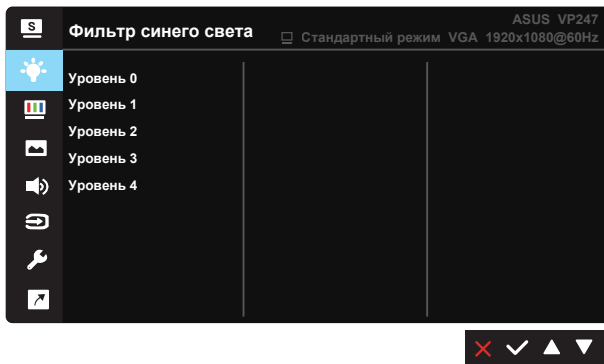 S
Фильтр синего света
ASUS VP247
Стандартный режим VGA 1920x1080@60Hz
Уровень 0
Уровень 1
Уровень 2
Уровень 3
Уровень 4